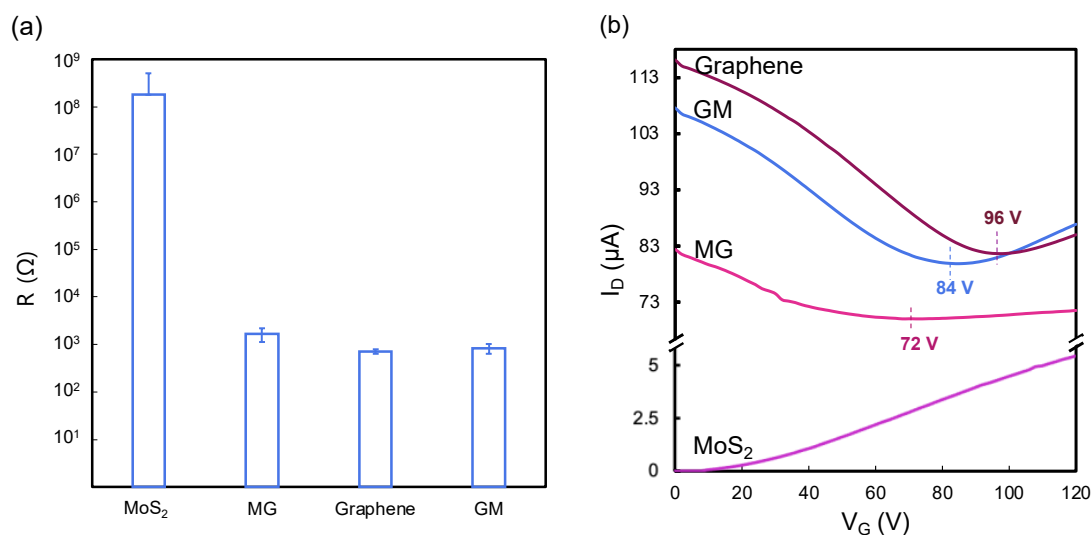 (a)
R (Ω)
10⁹
10⁸
10⁷
10⁶
10⁵
10⁴
10³
10²
10¹
MoS₂ MG Graphene GM
(b)
I_D (µA)
113
103
93
83
73
5
2.5
0
Graphene
GM
MG
MoS₂
96 V
84 V
72 V
0 20 40 60 80 100 120
V_G (V)